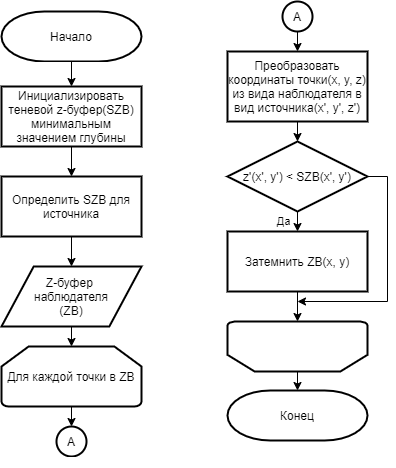 Начало
Инициализировать
теневой z-буфер(SZB)
минимальным
значением глубины
Определить SZB для
источника
Z-буфер
наблюдателя
(ZB)
Для каждой точки в ZB
A
A
Преобразовать
координаты точки(x, y, z)
из вида наблюдателя в
вид источника(x', y', z')
z'(x', y') < SZB(x', y')
Да
Затемнить ZB(x, y)
Конец